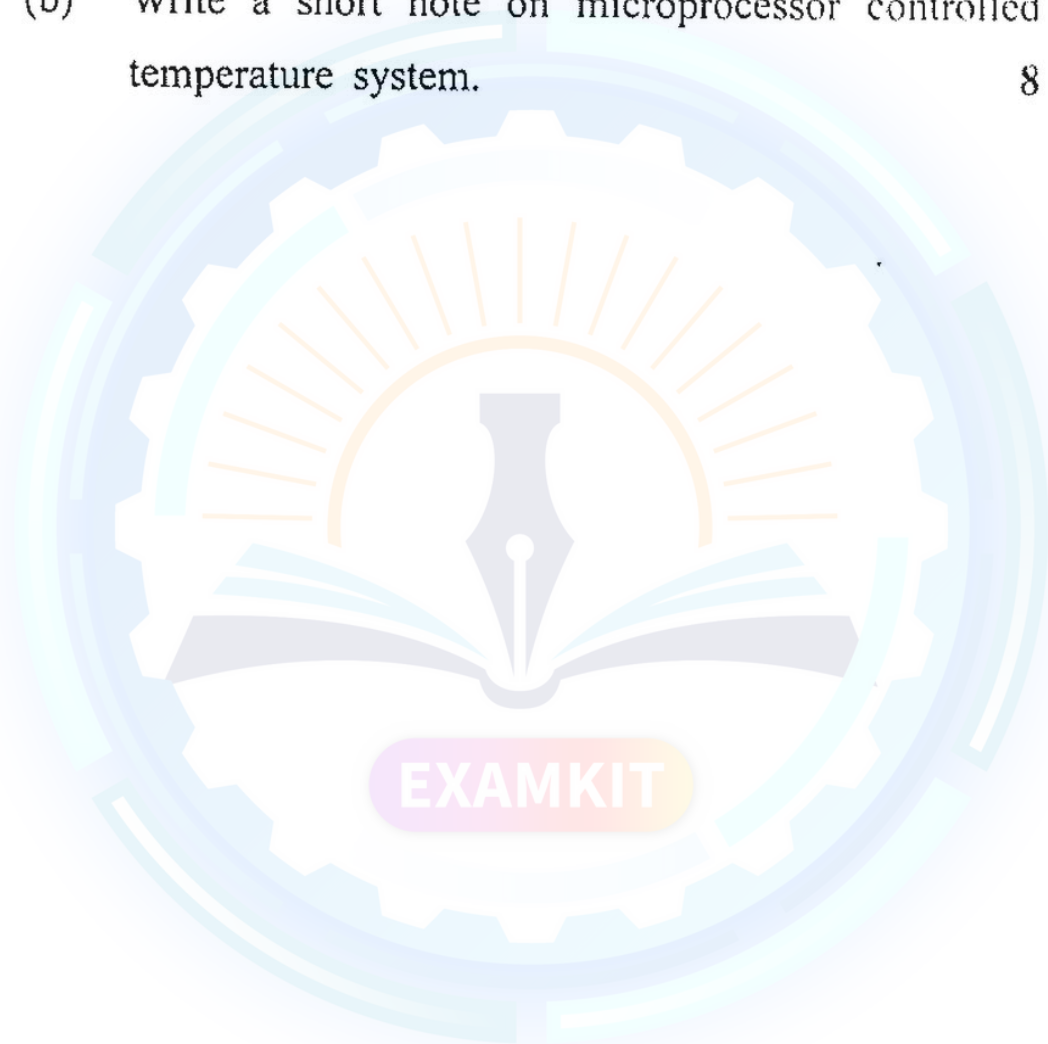 (b) Write a short note on microprocessor controlled
temperature system. 8
EXAMKIT